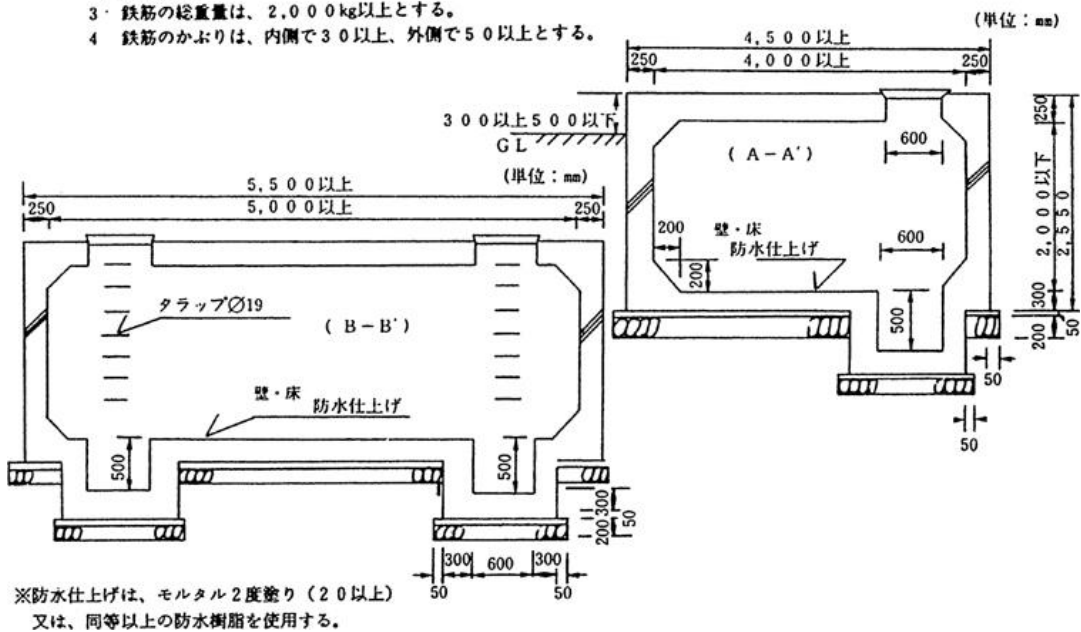 3・鉄筋の総重量は、2,000kg以上とする。
4 鉄筋のかぶりは、内側で30以上、外側で50以上とする。
(単位:mm)
4,500以上
250
4,000以上
250
300以上500以下
GL
(A-A')
600
250
2,000以下
2,550
200
200
壁・床
防水仕上げ
600
500
300
200
50
50
50
(単位:mm)
5,500以上
250
5,000以上
250
タラップØ19
(B-B')
壁・床
防水仕上げ
500
500
300
200
50
300
600
300
50
50
※防水仕上げは、モルタル2度塗り(20以上)
又は、同等以上の防水樹脂を使用する。